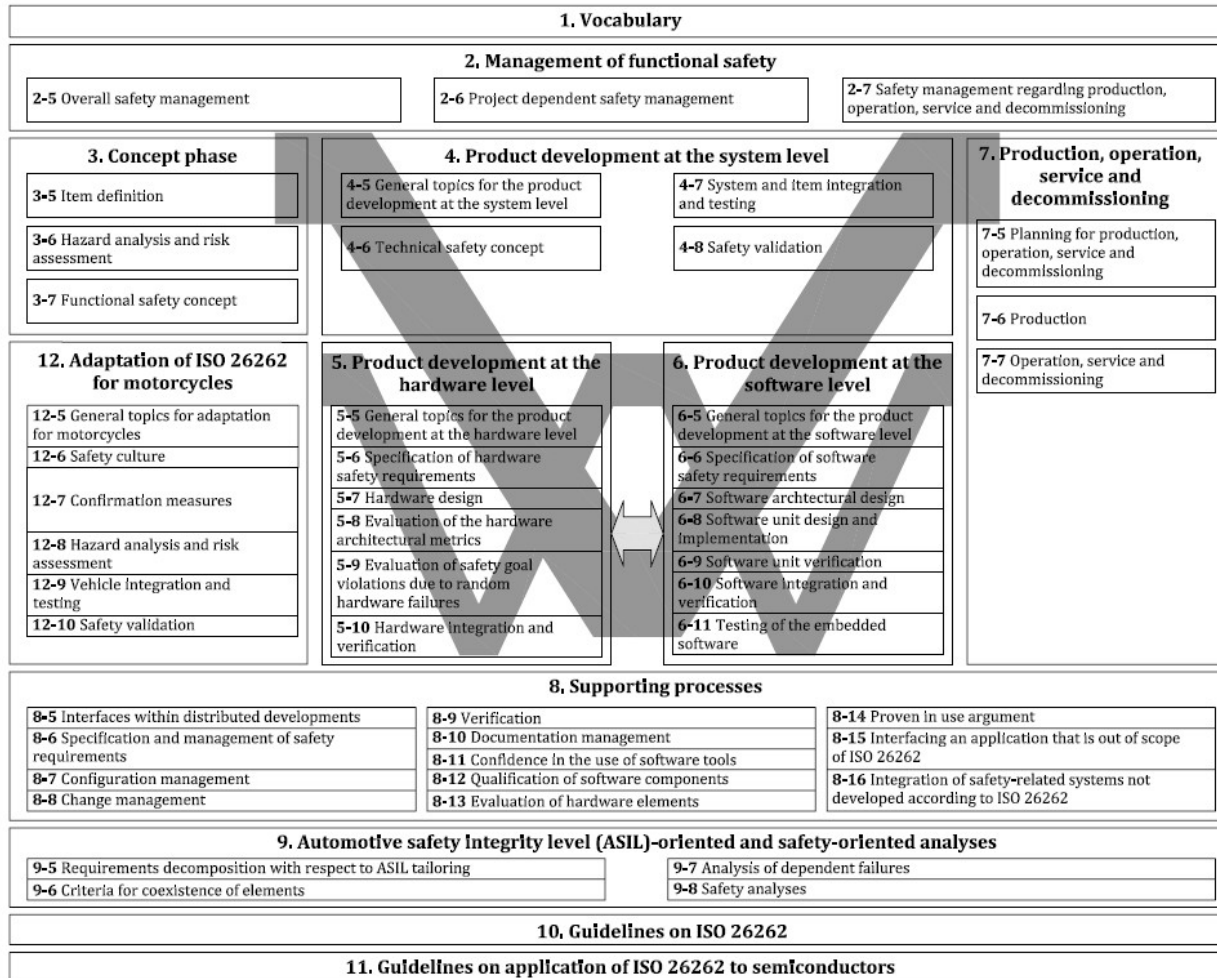 1. Vocabulary
2. Management of functional safety
2-5 Overall safety management
2-6 Project dependent safety management
2-7 Safety management regarding production,
operation, service and decommissioning
3. Concept phase
3-5 Item definition
3-6 Hazard analysis and risk
assessment
3-7 Functional safety concept
4. Product development at the system level
4-5 General topics for the product
development at the system level
4-6 Technical safety concept
4-7 System and item integration
and testing
4-8 Safety validation
7. Production, operation,
service and
decommissioning
7-5 Planning for production,
operation, service and
decommissioning
7-6 Production
7-7 Operation, service and
decommissioning
12. Adaptation of ISO 26262
for motorcycles
12-5 General topics for adaptation
for motorcycles
12-6 Safety culture
12-7 Confirmation measures
12-8 Hazard analysis and risk
assessment
12-9 Vehicle integration and
testing
12-10 Safety validation
5. Product development at the
hardware level
5-5 General topics for the product
development at the hardware level
5-6 Specification of hardware
safety requirements
5-7 Hardware design
5-8 Evaluation of the hardware
architectural metrics
5-9 Evaluation of safety goal
violations due to random
hardware failures
5-10 Hardware integration and
verification
6. Product development at the
software level
6-5 General topics for the product
development at the software level
6-6 Specification of software
safety requirements
6-7 Software archtectural design
6-8 Software unit design and
implementation
6-9 Software unit verification
6-10 Software integration and
verification
6-11 Testing of the embedded
software
8. Supporting processes
8-5 Interfaces within distributed developments
8-6 Specification and management of safety
requirements
8-7 Configuration management
8-8 Change management
8-9 Verification
8-10 Documentation management
8-11 Confidence in the use of software tools
8-12 Qualification of software components
8-13 Evaluation of hardware elements
8-14 Proven in use argument
8-15 Interfacing an application that is out of scope
of ISO 26262
8-16 Integration of safety-related systems not
developed according to ISO 26262
9. Automotive safety integrity level (ASIL)-oriented and safety-oriented analyses
9-5 Requirements decomposition with respect to ASIL tailoring
9-6 Criteria for coexistence of elements
9-7 Analysis of dependent failures
9-8 Safety analyses
10. Guidelines on ISO 26262
11. Guidelines on application of ISO 26262 to semiconductors